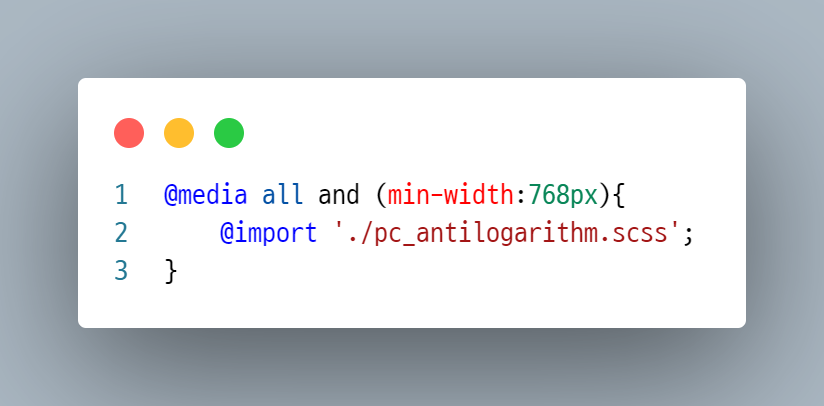 1 @media all and (min-width:768px){
2     @import './pc_antilogarithm.scss';
3 }